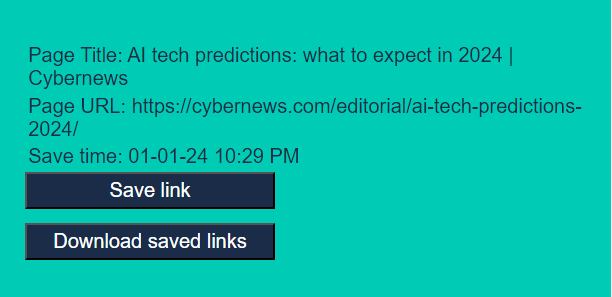 Page Title: AI tech predictions: what to expect in 2024 |
Cybernews
Page URL: https://cybernews.com/editorial/ai-tech-predictions-
2024/
Save time: 01-01-24 10:29 PM
Save link
Download saved links